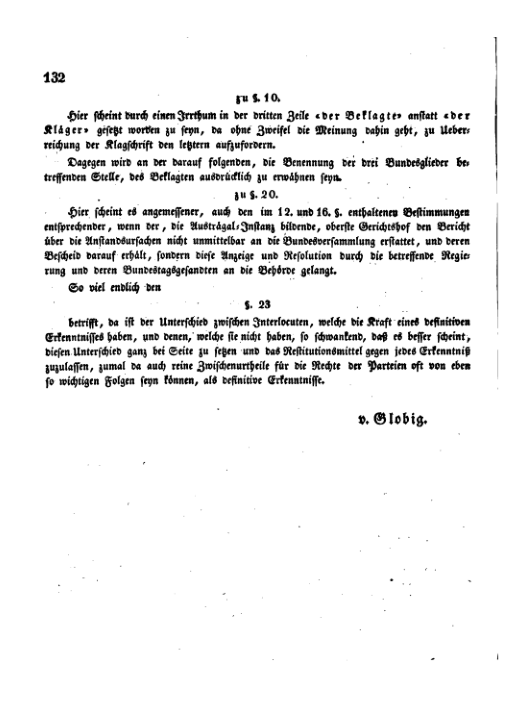 132
zu §. 10.
Hier scheint durch einen Irrthum in der dritten Zeile «der Beklagte» anstatt «der
Kläger» gesetzt worden zu seyn, da ohne Zweifel die Meinung dahin geht, zu Ueber-
reichung der Klagschrift den letztern aufzufordern.
Dagegen wird an der darauf folgenden, die Benennung der drei Bundesglieder be-
treffenden Stelle, des Beklagten ausdrücklich zu erwähnen seyn.
zu §. 20.
Hier scheint es angemessener, auch den im 12. und 16. §. enthaltenen Bestimmungen
entsprechender, wenn der, die Austrägal-Instanz bildende, oberste Gerichtshof den Bericht
über die Anstandsursachen nicht unmittelbar an die Bundesversammlung erstattet, und deren
Bescheid darauf erhält, sondern diese Anzeige und Resolution durch die betreffende Regie-
rung und deren Bundestagsgesandten an die Behörde gelangt.
So viel endlich den
§. 23
betrifft, da ist der Unterschied zwischen Interlocuten, welche die Kraft eines definitiven
Erkenntnisses haben, und denen, welche sie nicht haben, so schwankend, daß es besser scheint,
diesen Unterschied ganz bei Seite zu setzen und das Restitutionsmittel gegen jedes Erkenntniß
zuzulassen, zumal da auch reine Zwischenurtheile für die Rechte der Parteien oft von eben
so wichtigen Folgen seyn können, als definitive Erkenntnisse.
v. Globig.